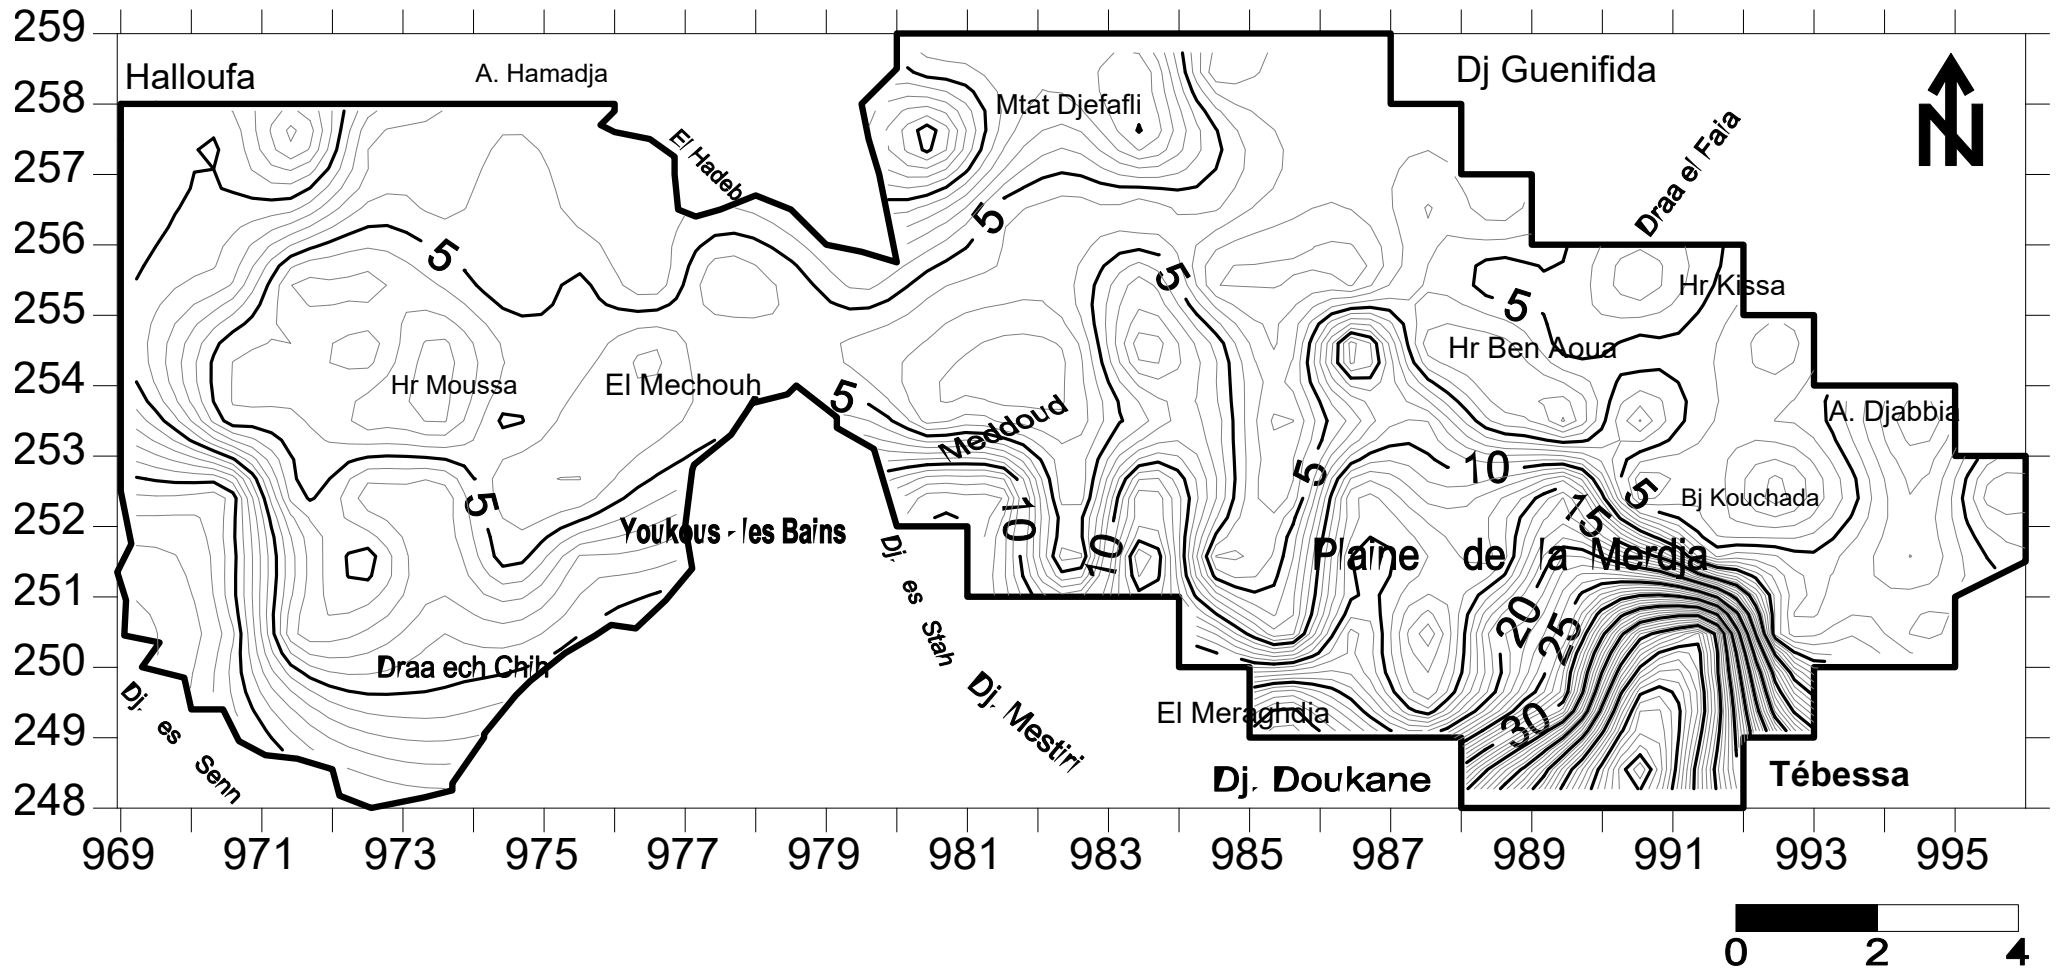 259
258
257
256
255
254
253
252
251
250
249
248
Halloufa
A. Hamadja
Mtat Djefafli
Dj Guenifida
N
El Hadeb
Draa el Faia
5
5
5
Hr Kissa
5
Hr Ben Aoua
Hr Moussa
El Mechouh
5
Meddoud
A. Djabbia
5
10
5
5
Bj Kouchada
15
10
10
Youkous - les Bains
Plaine de la Merdja
Dj. es Stah
20
25
Draa ech Chih
Dj. es Senn
Dj. Mestiri
El Meraghdia
30
Dj. Doukane
Tébessa
969 971 973 975 977 979 981 983 985 987 989 991 993 995
0 2 4